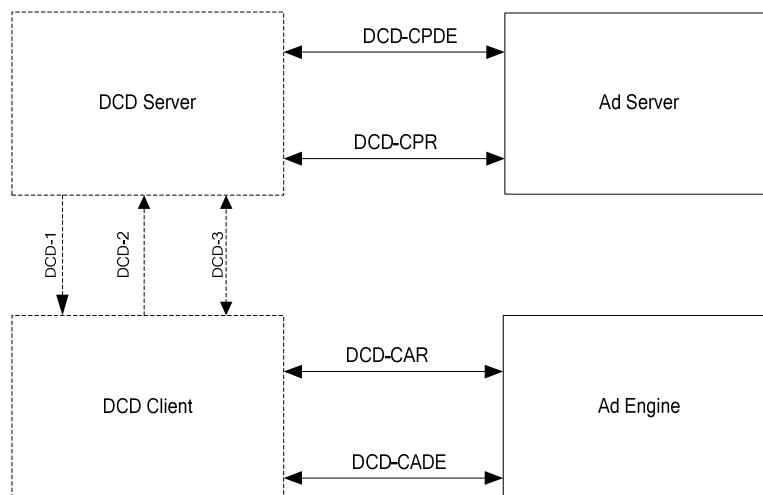 DCD-CPDE
DCD Server
Ad Server
DCD-CPR
DCD-1
DCD-2
DCD-3
DCD-CAR
DCD Client
Ad Engine
DCD-CADE